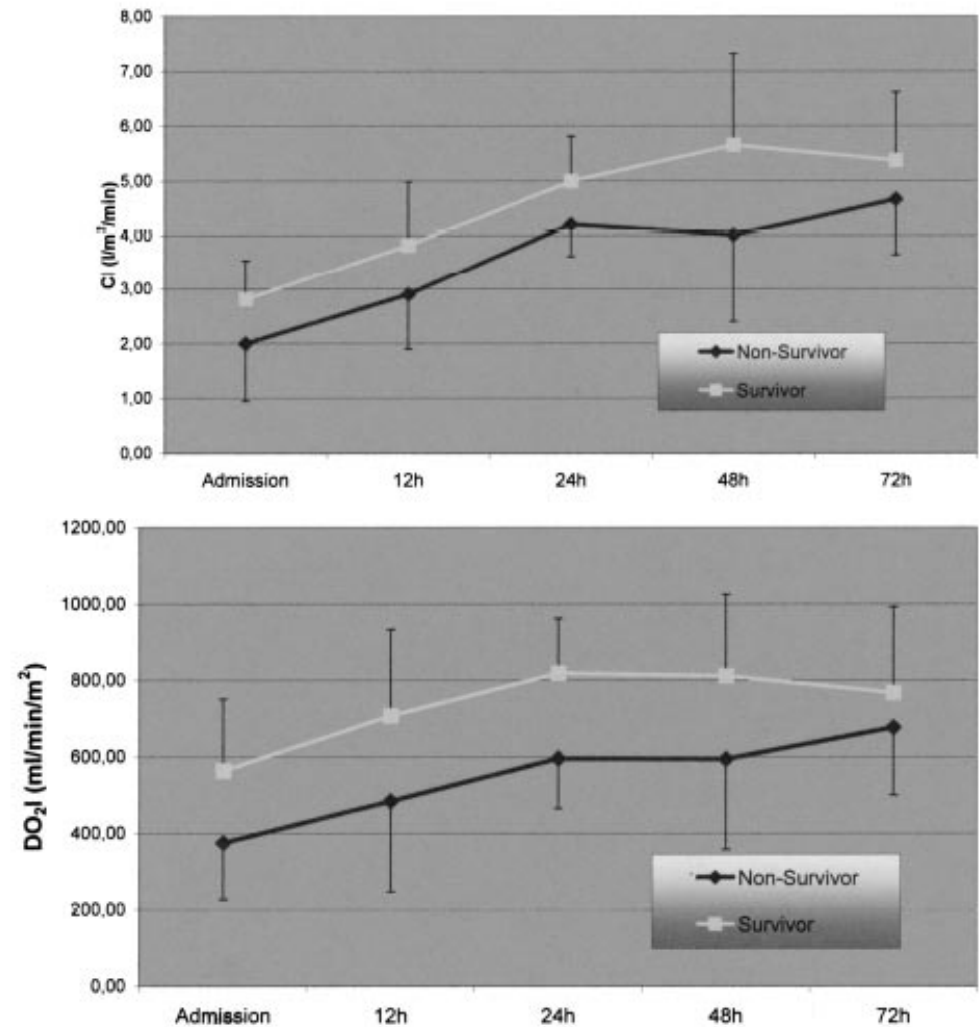 8,00
7,00
6,00
5,00
4,00
3,00
2,00
1,00
0,00
CI (l/m³/min)
Non-Survivor
Survivor
Admission 12h 24h 48h 72h
1200,00
1000,00
800,00
600,00
400,00
200,00
0,00
DO₂I (ml/min/m²)
Non-Survivor
Survivor
Admission 12h 24h 48h 72h